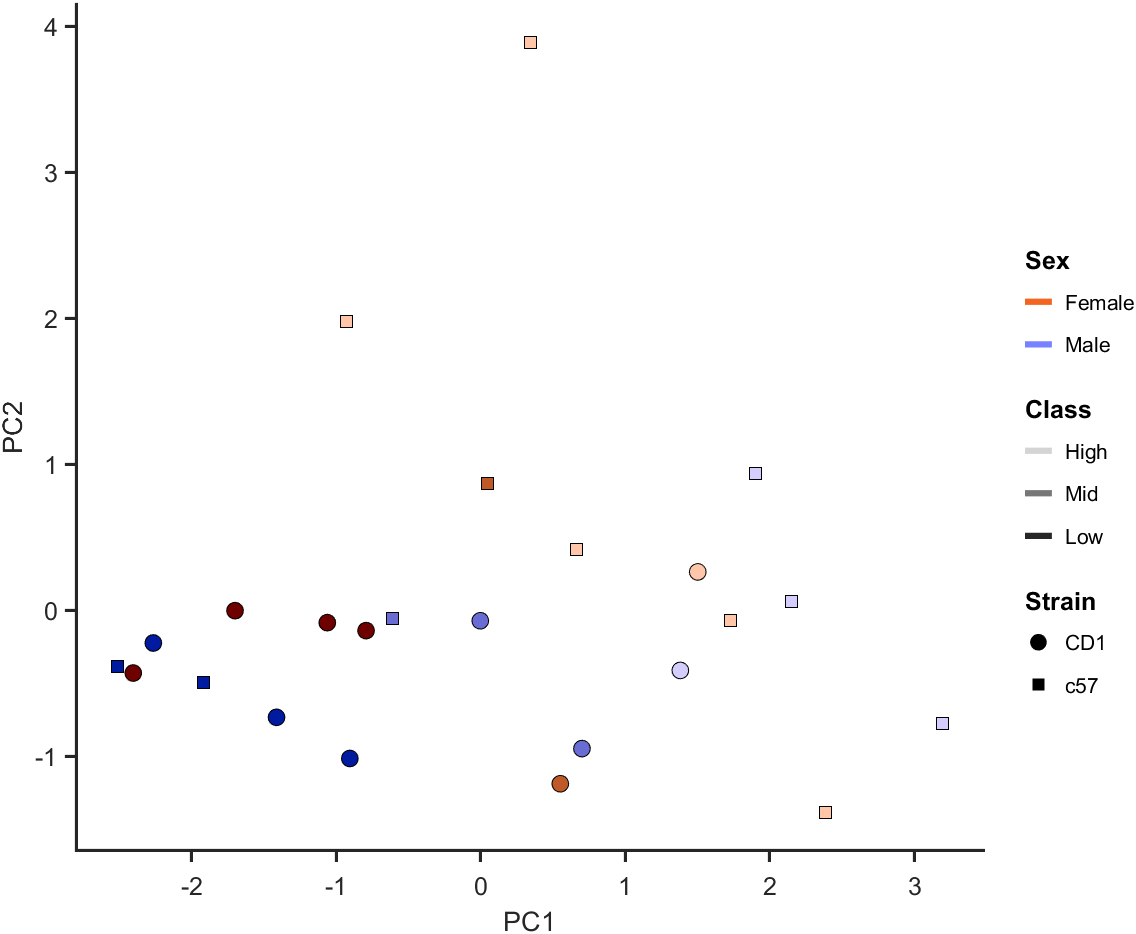 4
3
2
1
0
-1
PC2
-2
-1
0
1
2
3
PC1
Sex
Female
Male
Class
High
Mid
Low
Strain
CD1
c57